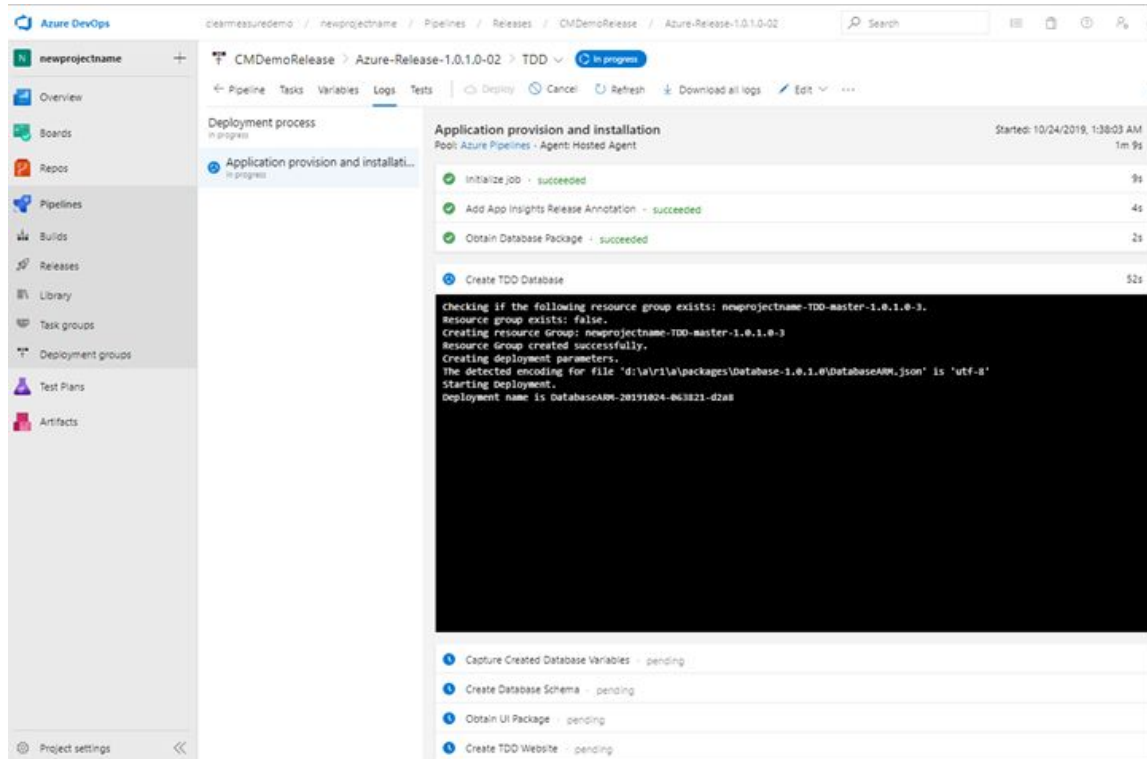 Azure DevOps
clearmeasuredemo / newprojectname / Pipelines / Releases / CMDemoRelease / Azure-Release-1.0.1.0-02
Search
N newprojectname +
CMDemoRelease > Azure-Release-1.0.1.0-02 > TDD In progress
Overview
Boards
Repos
Pipelines
Builds
Releases
Library
Task groups
Deployment groups
Test Plans
Artifacts
Project settings
Pipeline Tasks Variables Logs Tests Deploy Cancel Refresh Download all logs Edit ...
Deployment process
In progress
Application provision and installati...
In progress
Application provision and installation
Pool: Azure Pipelines · Agent: Hosted Agent
Started: 10/24/2019, 1:38:03 AM
1m 9s
Initialize job · succeeded 9s
Add App Insights Release Annotation · succeeded 4s
Obtain Database Package · succeeded 2s
Create TDD Database 52s
Checking if the following resource group exists: newprojectname-TDD-master-1.0.1.0-3.
Resource group exists: false.
Creating resource Group: newprojectname-TDD-master-1.0.1.0-3
Resource Group created successfully.
Creating deployment parameters.
The detected encoding for file 'd:\a\r1\a\packages\Database-1.0.1.0\DatabaseARM.json' is 'utf-8'
Starting Deployment.
Deployment name is DatabaseARM-20191024-063821-d2a8
Capture Created Database Variables · pending
Create Database Schema · pending
Obtain UI Package · pending
Create TDD Website · pending